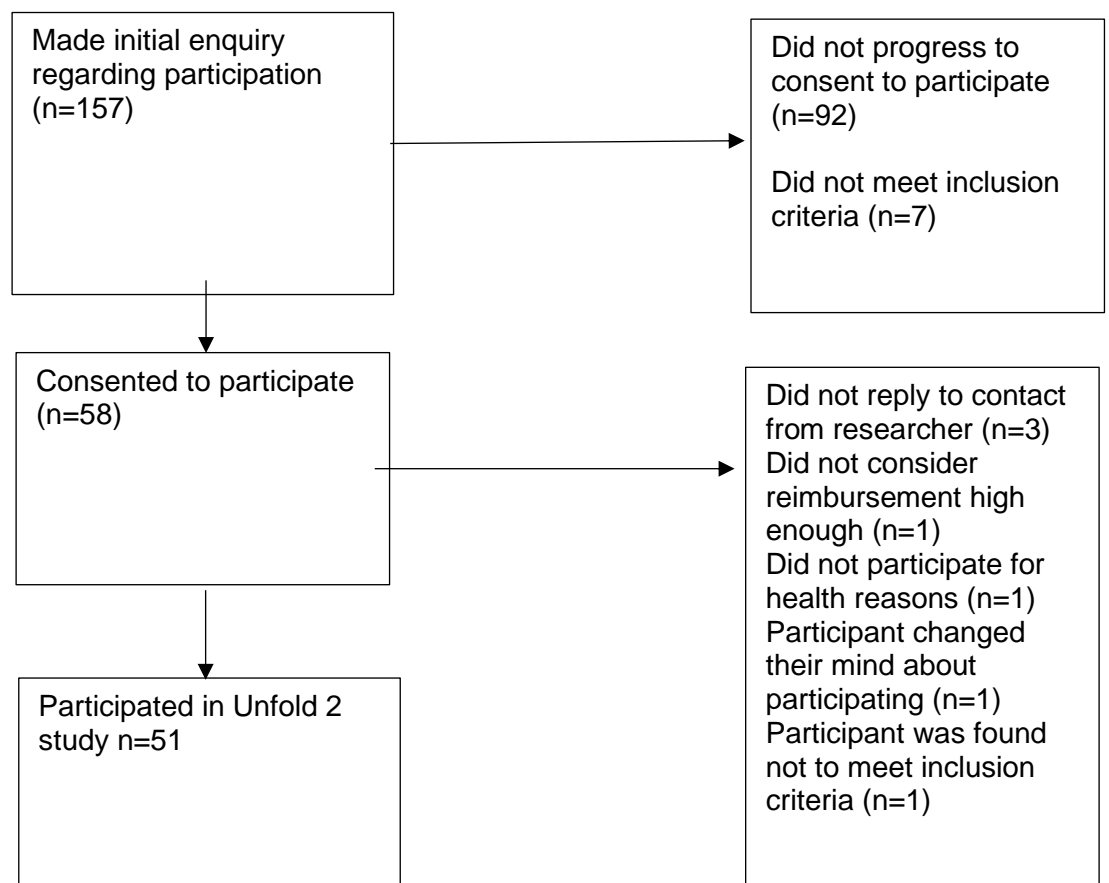 Made initial enquiry
regarding participation
(n=157)
Did not progress to
consent to participate
(n=92)
Did not meet inclusion
criteria (n=7)
Consented to participate
(n=58)
Did not reply to contact
from researcher (n=3)
Did not consider
reimbursement high
enough (n=1)
Did not participate for
health reasons (n=1)
Participant changed
their mind about
participating (n=1)
Participant was found
not to meet inclusion
criteria (n=1)
Participated in Unfold 2
study n=51